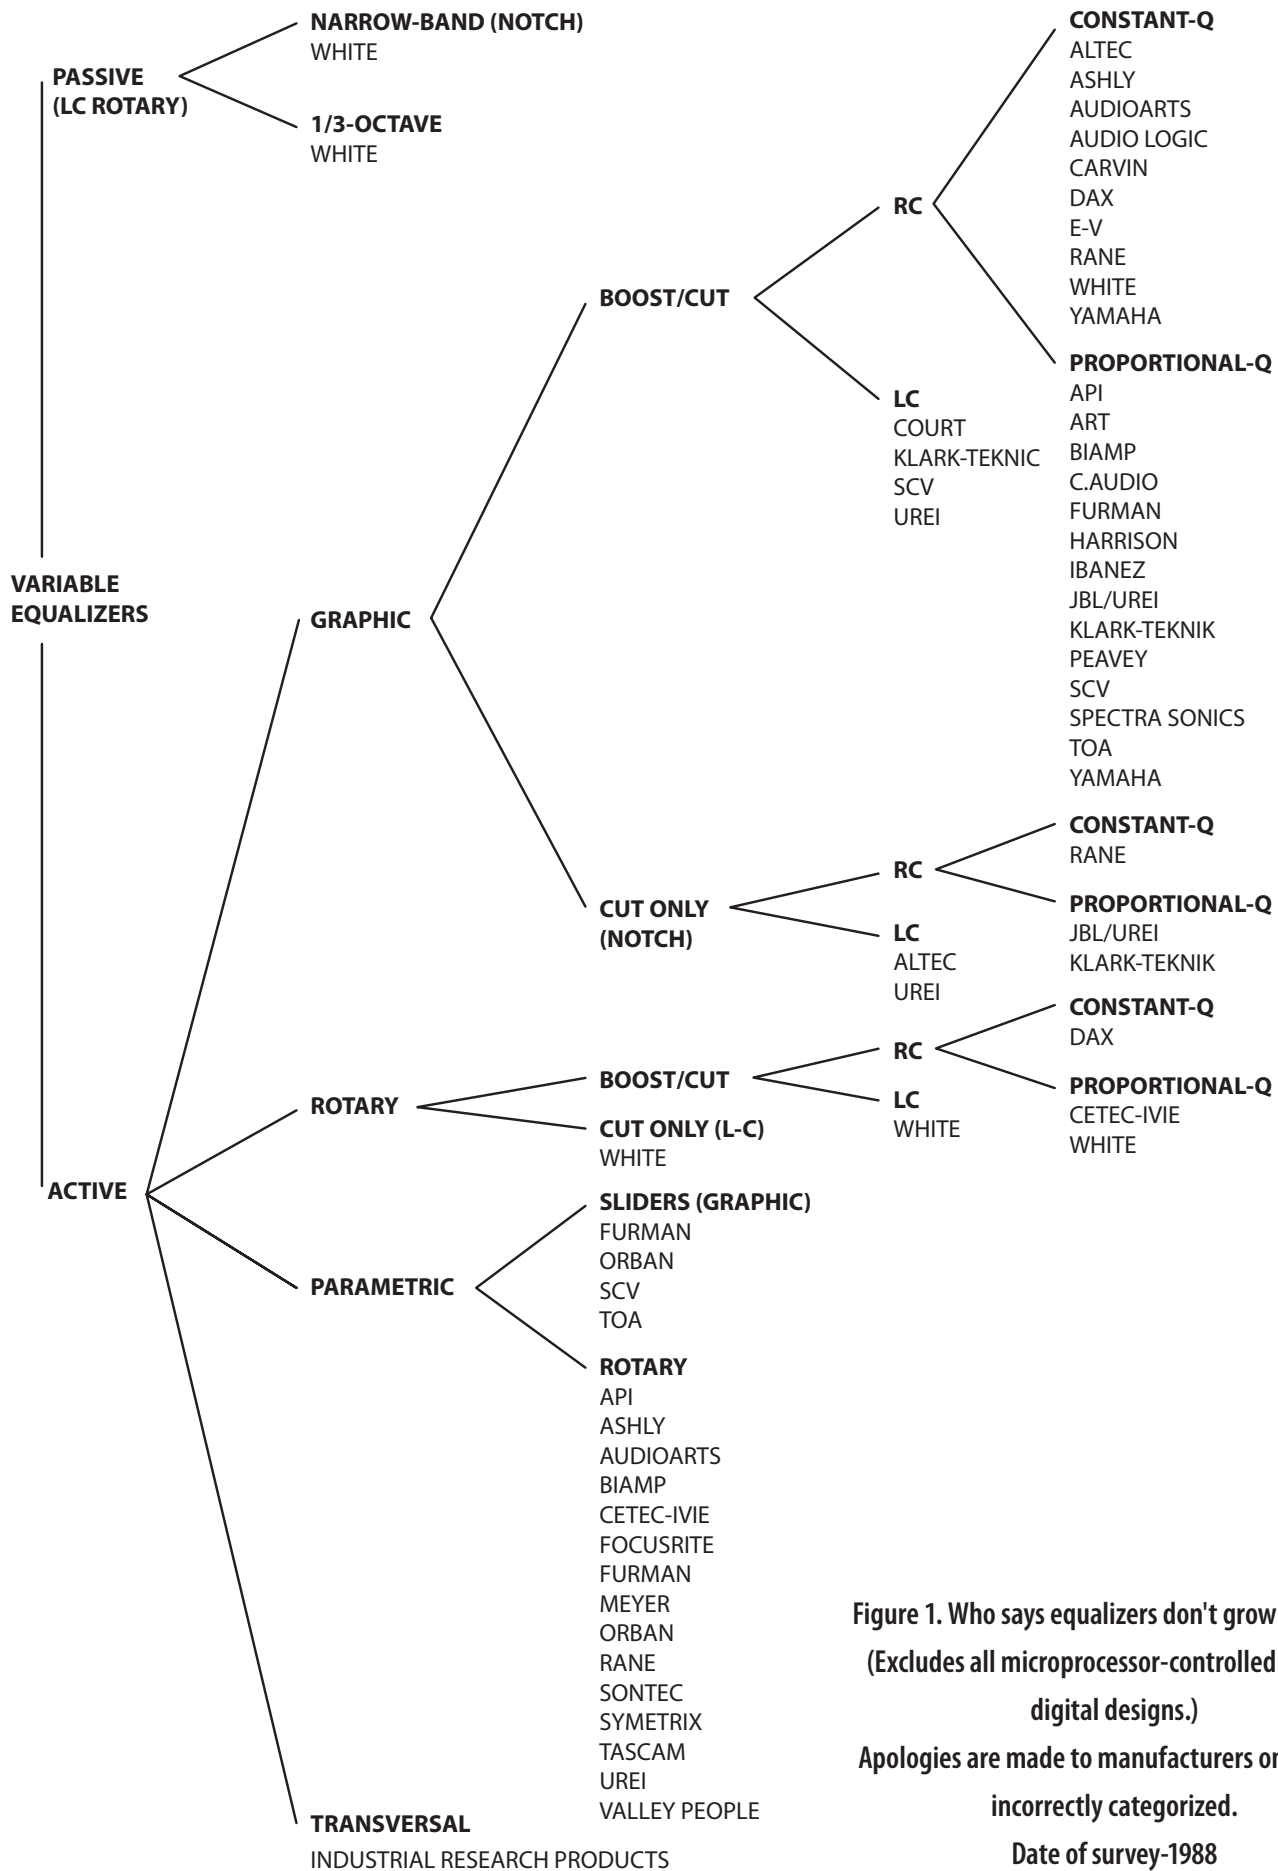 NARROW-BAND (NOTCH)
WHITE
PASSIVE
(LC ROTARY)
1/3-OCTAVE
WHITE
CONSTANT-Q
ALTEC
ASHLY
AUDIOARTS
AUDIO LOGIC
CARVIN
DAX
E-V
RANE
WHITE
YAMAHA
RC
BOOST/CUT
PROPORTIONAL-Q
API
ART
BIAMP
C.AUDIO
FURMAN
HARRISON
IBANEZ
JBL/UREI
KLARK-TEKNIK
PEAVEY
SCV
SPECTRA SONICS
TOA
YAMAHA
LC
COURT
KLARK-TEKNIC
SCV
UREI
VARIABLE
EQUALIZERS
GRAPHIC
CUT ONLY
(NOTCH)
RC
CONSTANT-Q
RANE
PROPORTIONAL-Q
JBL/UREI
KLARK-TEKNIK
LC
ALTEC
UREI
ACTIVE
ROTARY
BOOST/CUT
RC
CONSTANT-Q
DAX
PROPORTIONAL-Q
CETEC-IVIE
WHITE
LC
WHITE
CUT ONLY (L-C)
WHITE
PARAMETRIC
SLIDERS (GRAPHIC)
FURMAN
ORBAN
SCV
TOA
ROTARY
API
ASHLY
AUDIOARTS
BIAMP
CETEC-IVIE
FOCUSRITE
FURMAN
MEYER
ORBAN
RANE
SONTEC
SYMETRIX
TASCAM
UREI
VALLEY PEOPLE
TRANSVERSAL
INDUSTRIAL RESEARCH PRODUCTS
Figure 1. Who says equalizers don't grow
(Excludes all microprocessor-controlled
digital designs.)
Apologies are made to manufacturers
incorrectly categorized.
Date of survey-1988